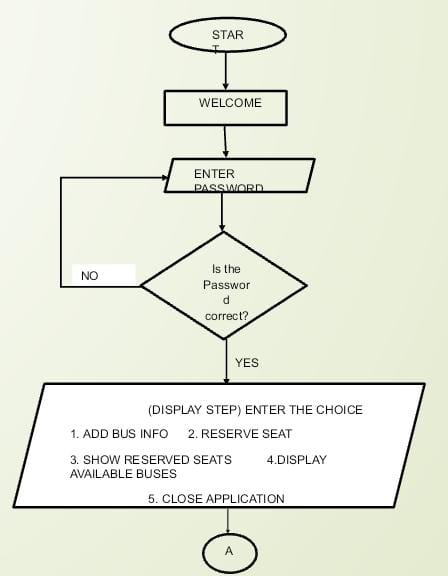 STAR
T
WELCOME
ENTER
PASSWORD
Is the
Passwor
d
correct?
NO
YES
(DISPLAY STEP) ENTER THE CHOICE
1. ADD BUS INFO 2. RESERVE SEAT
3. SHOW RESERVED SEATS 4.DISPLAY
AVAILABLE BUSES
5. CLOSE APPLICATION
A